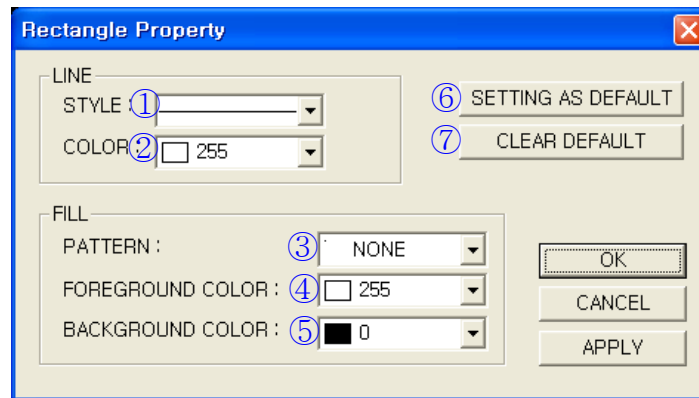 Rectangle Property
LINE
STYLE : ①
COLOR : ② 255
⑥ SETTING AS DEFAULT
⑦ CLEAR DEFAULT
FILL
PATTERN : ③ NONE
FOREGROUND COLOR : ④ 255
BACKGROUND COLOR : ⑤ 0
OK
CANCEL
APPLY